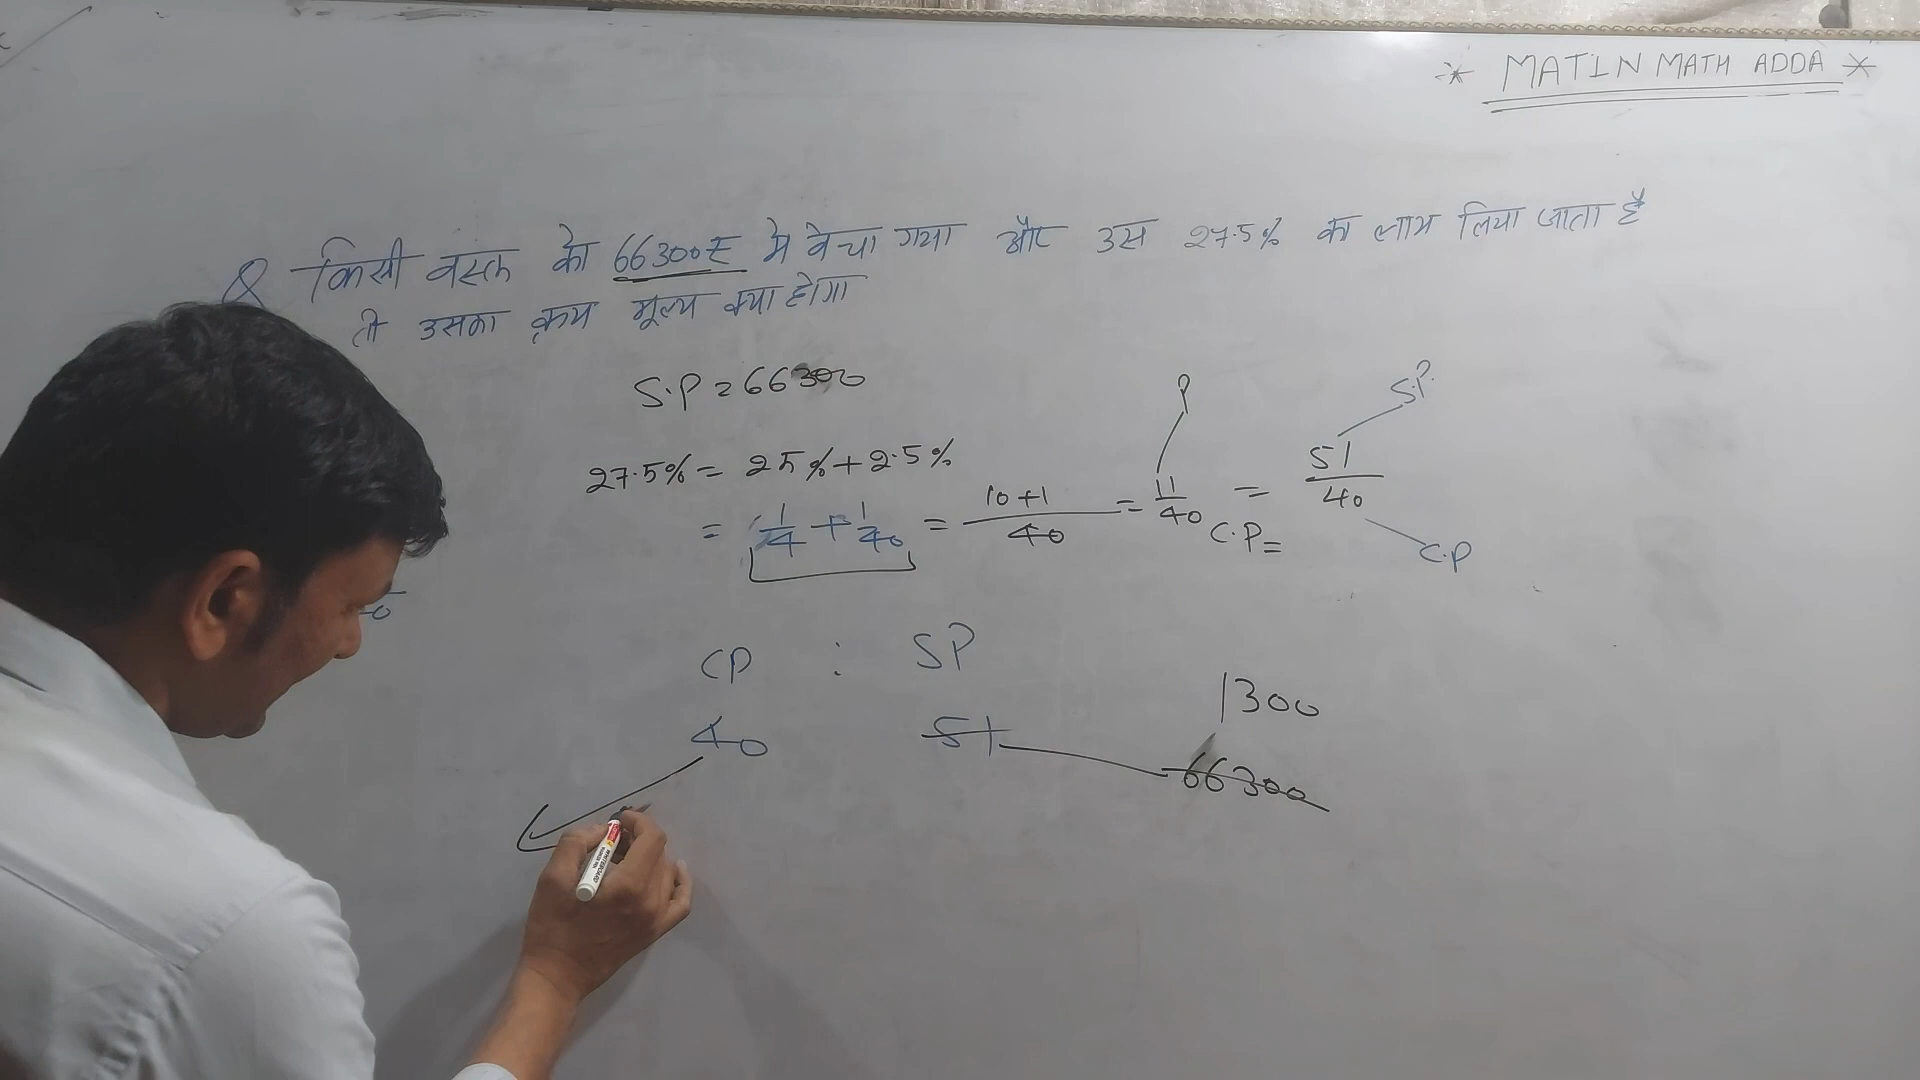 * MATIN MATH ADDA *
Q किसी वस्तु को 66300₹ मे बेचा गया और उस 27.5% का लाभ लिया जाता है
तो उसका क्रय मूल्य क्या होगा
S.P = 66300
27.5% = 25% + 2.5%
= 1/4 + 1/40 = 10+1/40 = 11/40 = 51/40
P
S.P.
C.P =
C.P
CP : SP
40 51 66300
1300